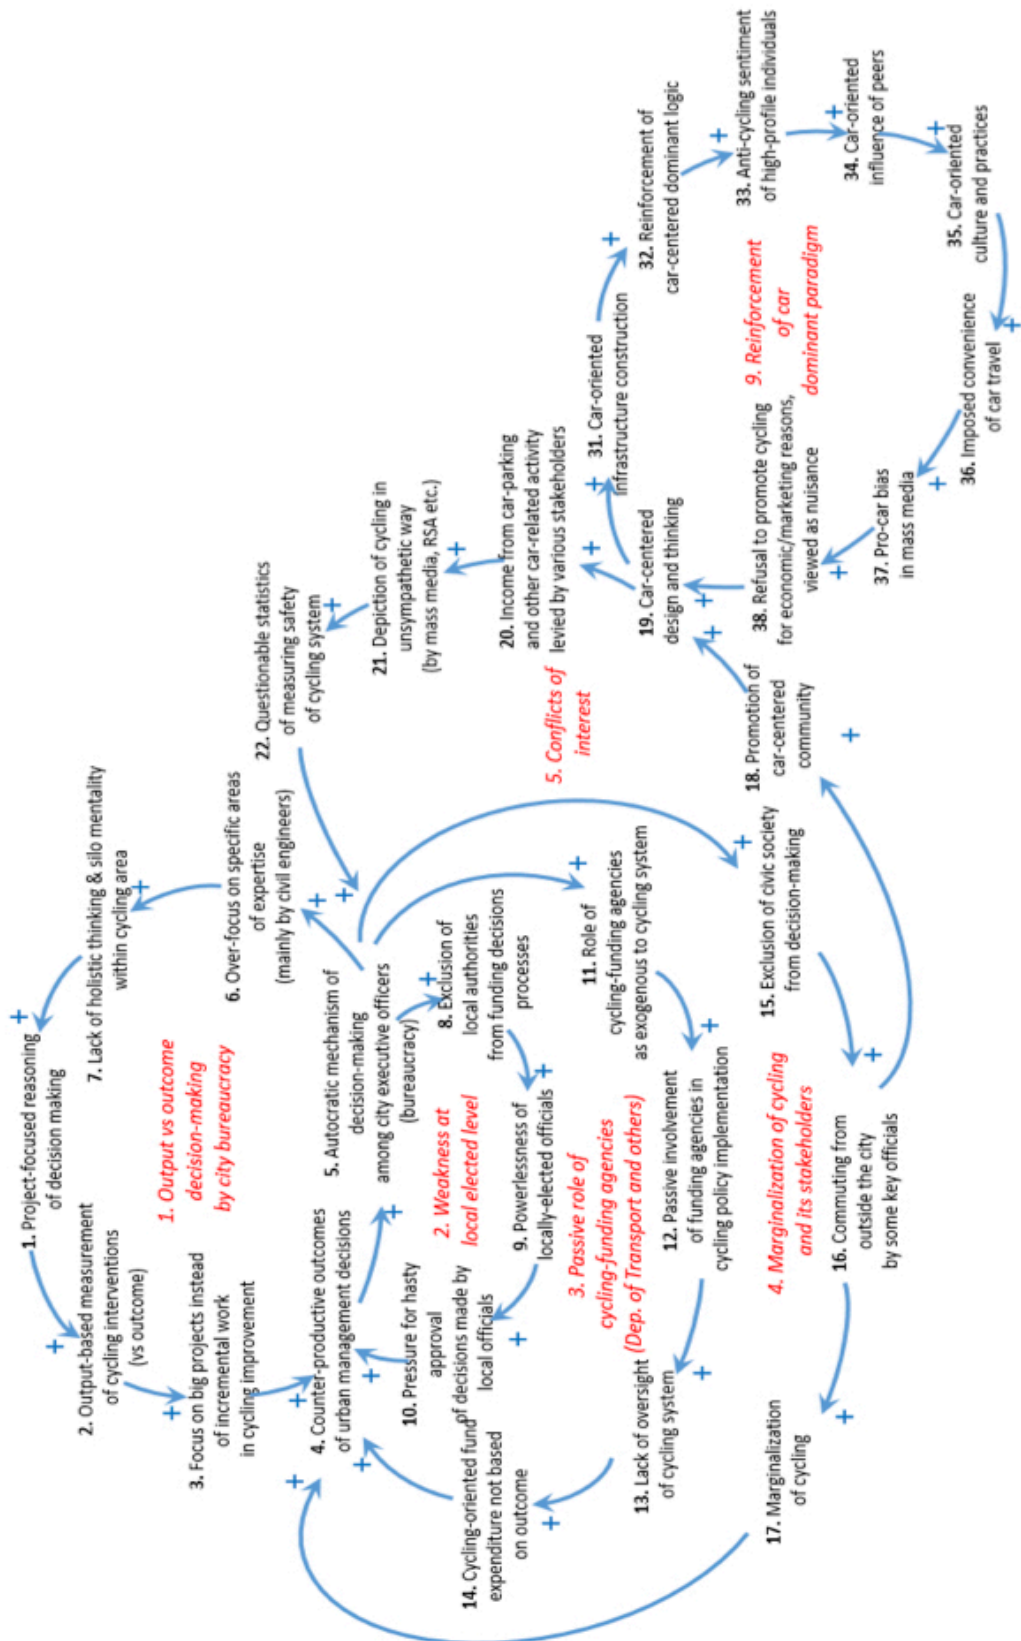 1. Project-focused reasoning
of decision making
2. Output-based measurement
of cycling interventions
(vs outcome)
3. Focus on big projects instead
of incremental work
in cycling improvement
4. Counter-productive outcomes
of urban management decisions
5. Autocratic mechanism of
decision-making
among city executive officers
(bureaucracy)
6. Over-focus on specific areas
of expertise
(mainly by civil engineers)
7. Lack of holistic thinking & silo mentality
within cycling area
1. Output vs outcome
decision-making
by city bureaucracy
8. Exclusion of
local authorities
from funding decisions
processes
9. Powerlessness of
locally-elected officials
10. Pressure for hasty
approval
of decisions made by
local officials
2. Weakness at
local elected level
11. Role of
cycling-funding agencies
as exogenous to cycling system
12. Passive involvement
of funding agencies in
cycling policy implementation
13. Lack of oversight
of cycling system
14. Cycling-oriented fund
expenditure not based
on outcome
3. Passive role of
cycling-funding agencies
(Dep. of Transport and others)
15. Exclusion of civic society
from decision-making
16. Commuting from
outside the city
by some key officials
17. Marginalization
of cycling
4. Marginalization of cycling
and its stakeholders
18. Promotion of
car-centered
community
19. Car-centered
design and thinking
20. Income from car-parking
and other car-related activity
levied by various stakeholders
21. Depiction of cycling in
unsympathetic way
(by mass media, RSA etc.)
22. Questionable statistics
of measuring safety
of cycling system
5. Conflicts of
interest
31. Car-oriented
infrastructure construction
32. Reinforcement of
car-centered dominant logic
33. Anti-cycling sentiment
of high-profile individuals
34. Car-oriented
influence of peers
35. Car-oriented
culture and practices
36. Imposed convenience
of car travel
37. Pro-car bias
in mass media
38. Refusal to promote cycling
for economic/marketing reasons,
viewed as nuisance
9. Reinforcement
of car
dominant paradigm